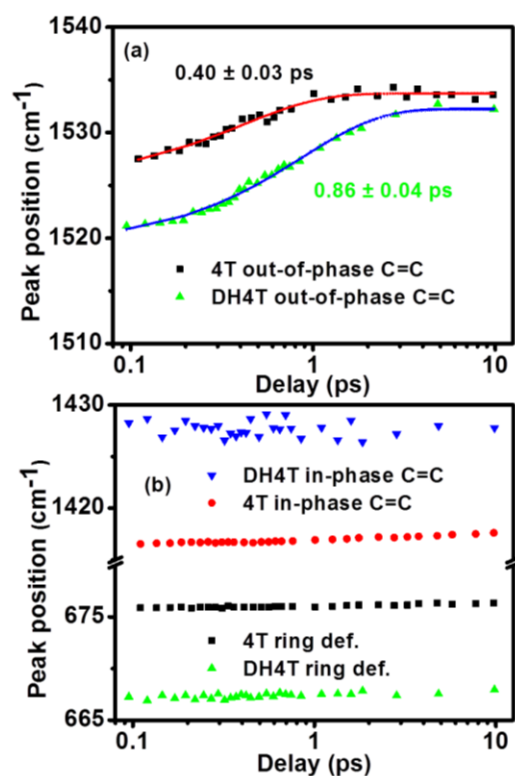 1540
(a)
0.40 ± 0.03 ps
1530
0.86 ± 0.04 ps
1520
4T out-of-phase C=C
DH4T out-of-phase C=C
1510
0.1 1 10
Delay (ps)
Peak position (cm-1)
1430
(b)
DH4T in-phase C=C
4T in-phase C=C
1420
675
4T ring def.
DH4T ring def.
665
0.1 1 10
Delay (ps)
Peak position (cm-1)